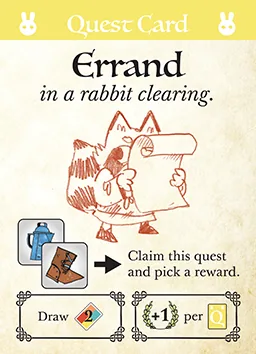 Quest Card
Errand
in a rabbit clearing.
Claim this quest
and pick a reward.
Draw 2
+1 per Q